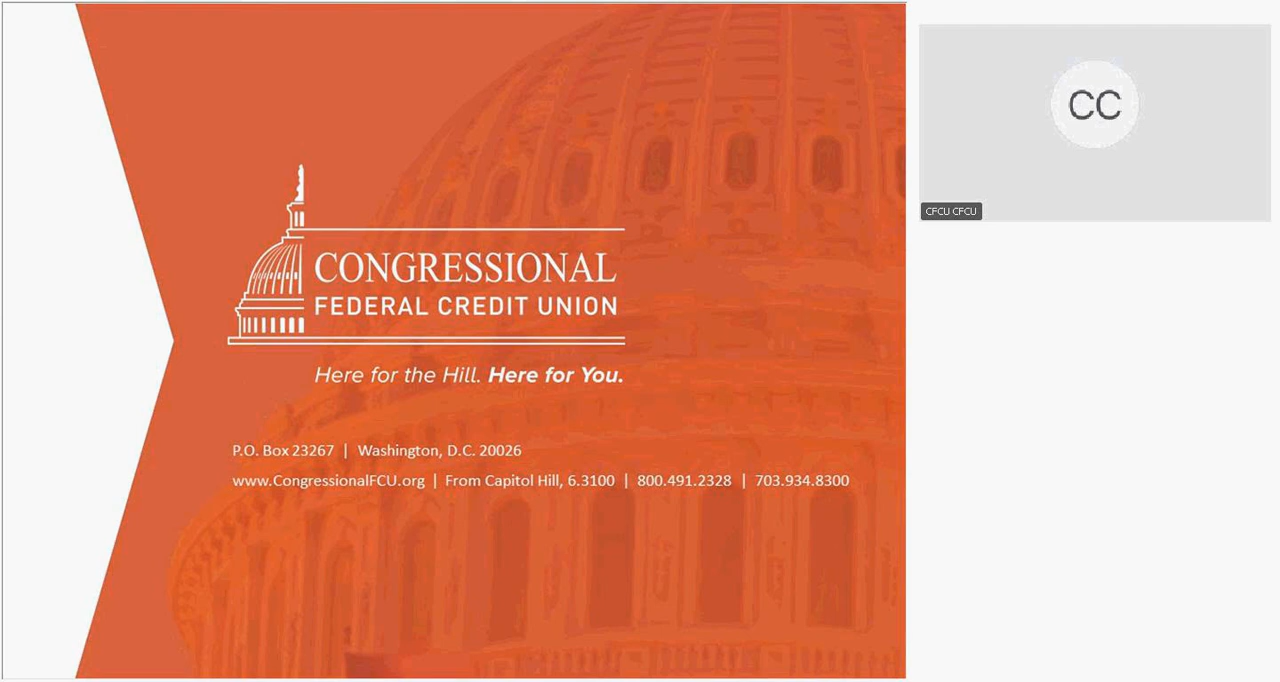 CONGRESSIONAL
FEDERAL CREDIT UNION
Here for the Hill. Here for You.
P.O. Box 23267 | Washington, D.C. 20026
www.CongressionalFCU.org | From Capitol Hill, 6.3100 | 800.491.2328 | 703.934.8300
CC
CFCU CFCU